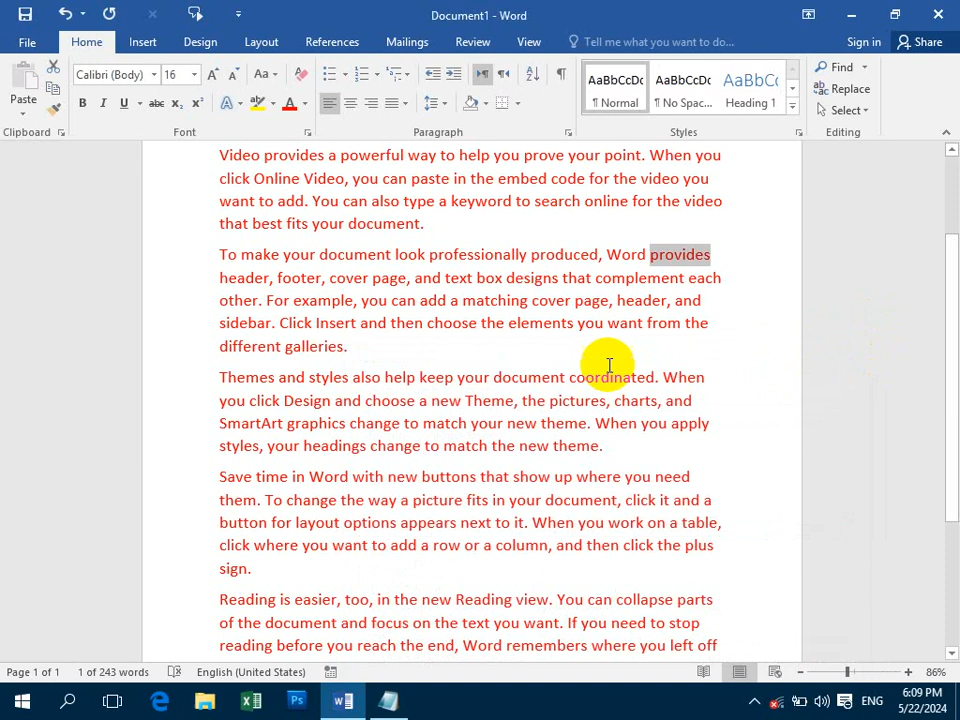 Document1 - Word
File Home Insert Design Layout References Mailings Review View Tell me what you want to do... Sign in Share
Paste
Calibri (Body) 16
AaBbCcDc AaBbCcDc AaBbCc
¶ Normal ¶ No Spac... Heading 1
Find
Replace
Select
Clipboard Font Paragraph Styles Editing
Video provides a powerful way to help you prove your point. When you
click Online Video, you can paste in the embed code for the video you
want to add. You can also type a keyword to search online for the video
that best fits your document.
To make your document look professionally produced, Word provides
header, footer, cover page, and text box designs that complement each
other. For example, you can add a matching cover page, header, and
sidebar. Click Insert and then choose the elements you want from the
different galleries.
Themes and styles also help keep your document coordinated. When
you click Design and choose a new Theme, the pictures, charts, and
SmartArt graphics change to match your new theme. When you apply
styles, your headings change to match the new theme.
Save time in Word with new buttons that show up where you need
them. To change the way a picture fits in your document, click it and a
button for layout options appears next to it. When you work on a table,
click where you want to add a row or a column, and then click the plus
sign.
Reading is easier, too, in the new Reading view. You can collapse parts
of the document and focus on the text you want. If you need to stop
reading before you reach the end, Word remembers where you left off
Page 1 of 1 1 of 243 words English (United States) 86%
ENG
6:09 PM
5/22/2024